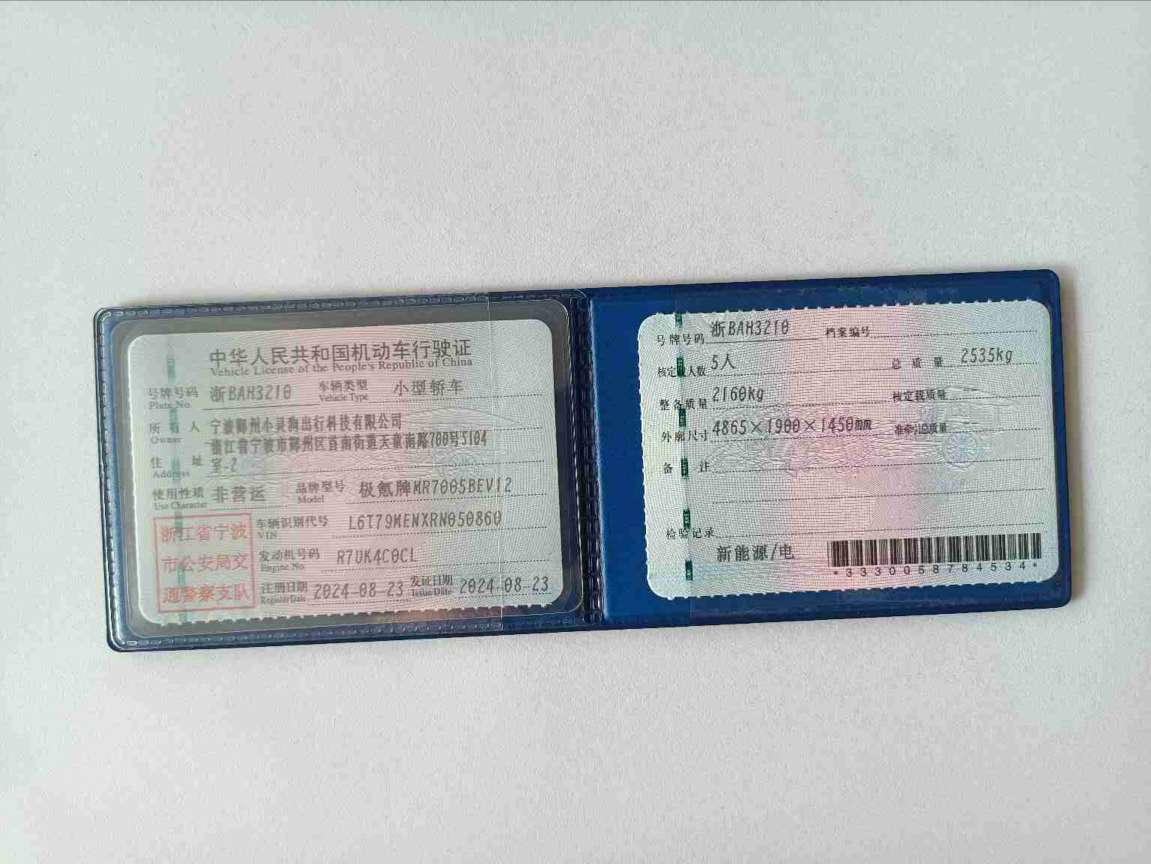 中华人民共和国机动车行驶证
Vehicle License of the People's Republic of China
号牌号码 浙BAH3210 车辆类型 小型轿车
Plate No. Vehicle Type
所有人 宁波鄞州小灵狗出行科技有限公司
Owner
浙江省宁波市鄞州区首南街道天童南路700号5104
住址 室-2
Address
使用性质 非营运 品牌型号 极氪牌MR7005BEV12
Use Character Model
浙江省宁波
市公安局交
通警察支队
车辆识别代号 L6T79MENXRN050860
VIN
发动机号码 R7UK4C0CL
Engine No.
注册日期 2024-08-23 发证日期 2024-08-23
Register Date Issue Date
号牌号码 浙BAH3210 档案编号
核定载人数 5人 总质量 2535kg
整备质量 2160kg 核定载质量
外廓尺寸 4865×1900×1450mm 准牵引总质量
备注
检验记录
新能源/电
*3330058784534*